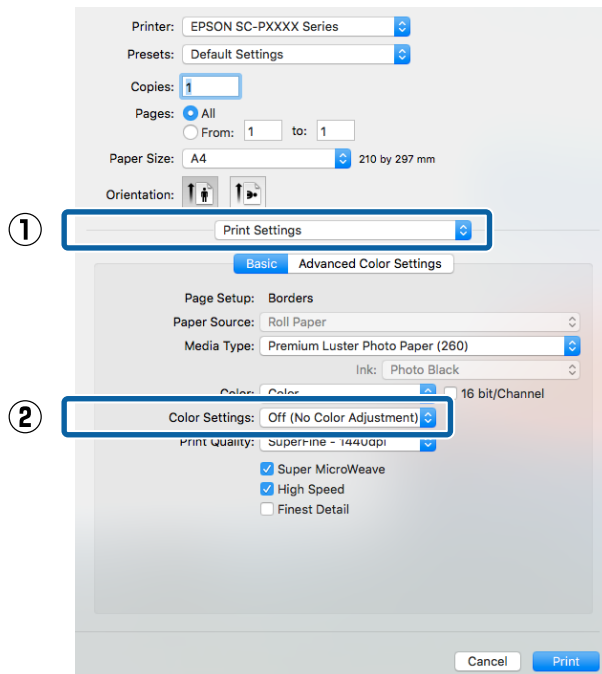 Printer: EPSON SC-PXXXX Series
Presets: Default Settings
Copies: 1
Pages: All
From: 1 to: 1
Paper Size: A4 210 by 297 mm
Orientation:
① Print Settings
Basic Advanced Color Settings
Page Setup: Borders
Paper Source: Roll Paper
Media Type: Premium Luster Photo Paper (260)
Ink: Photo Black
Color: Color 16 bit/Channel
② Color Settings: Off (No Color Adjustment)
Print Quality: SuperFine - 1440dpi
Super MicroWeave
High Speed
Finest Detail
Cancel Print